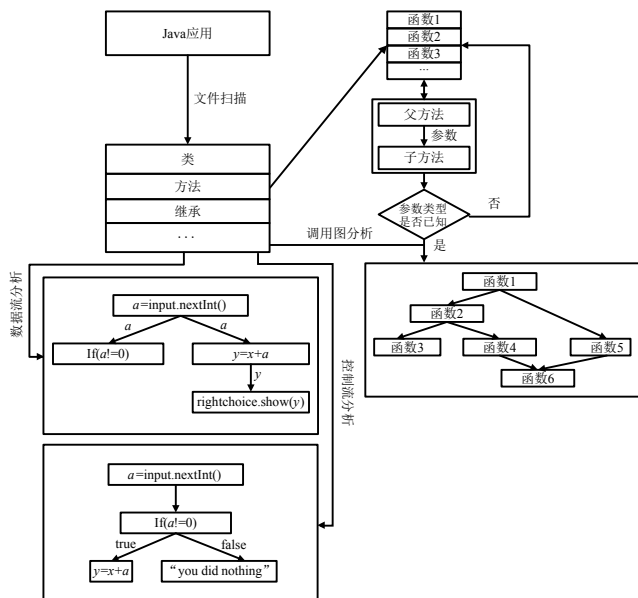 Java应用
文件扫描
类
方法
继承
...
函数1
函数2
函数3
...
父方法
参数
子方法
参数类型
是否已知
否
是
调用图分析
函数1
函数2
函数3
函数4
函数5
函数6
数据流分析
a=input.nextInt()
a
a
If(a!=0)
y=x+a
y
rightchoice.show(y)
控制流分析
a=input.nextInt()
If(a!=0)
true
false
y=x+a
“you did nothing”